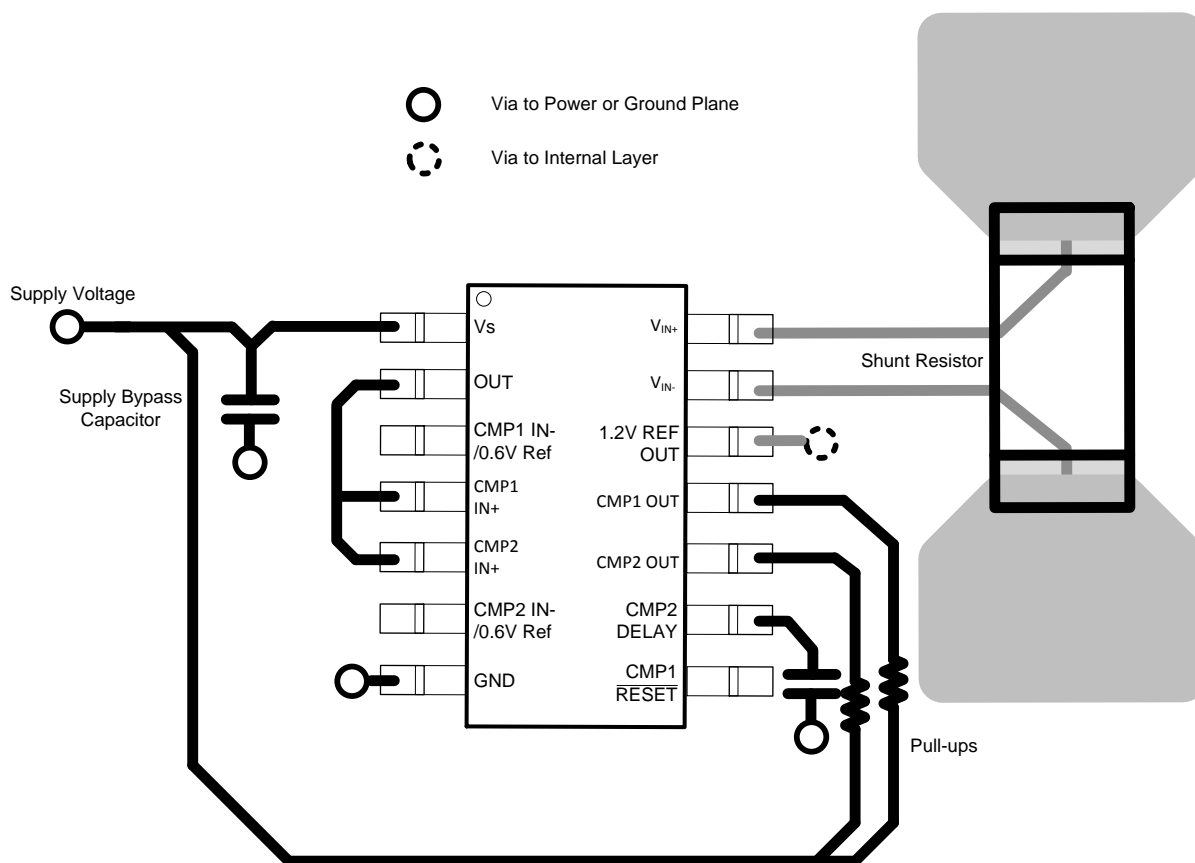 Via to Power or Ground Plane
Via to Internal Layer
Supply Voltage
Supply Bypass
Capacitor
Vs
OUT
CMP1 IN-
/0.6V Ref
CMP1
IN+
CMP2
IN+
CMP2 IN-
/0.6V Ref
GND
VIN+
VIN-
1.2V REF
OUT
CMP1 OUT
CMP2 OUT
CMP2
DELAY
CMP1
RESET
Shunt Resistor
Pull-ups